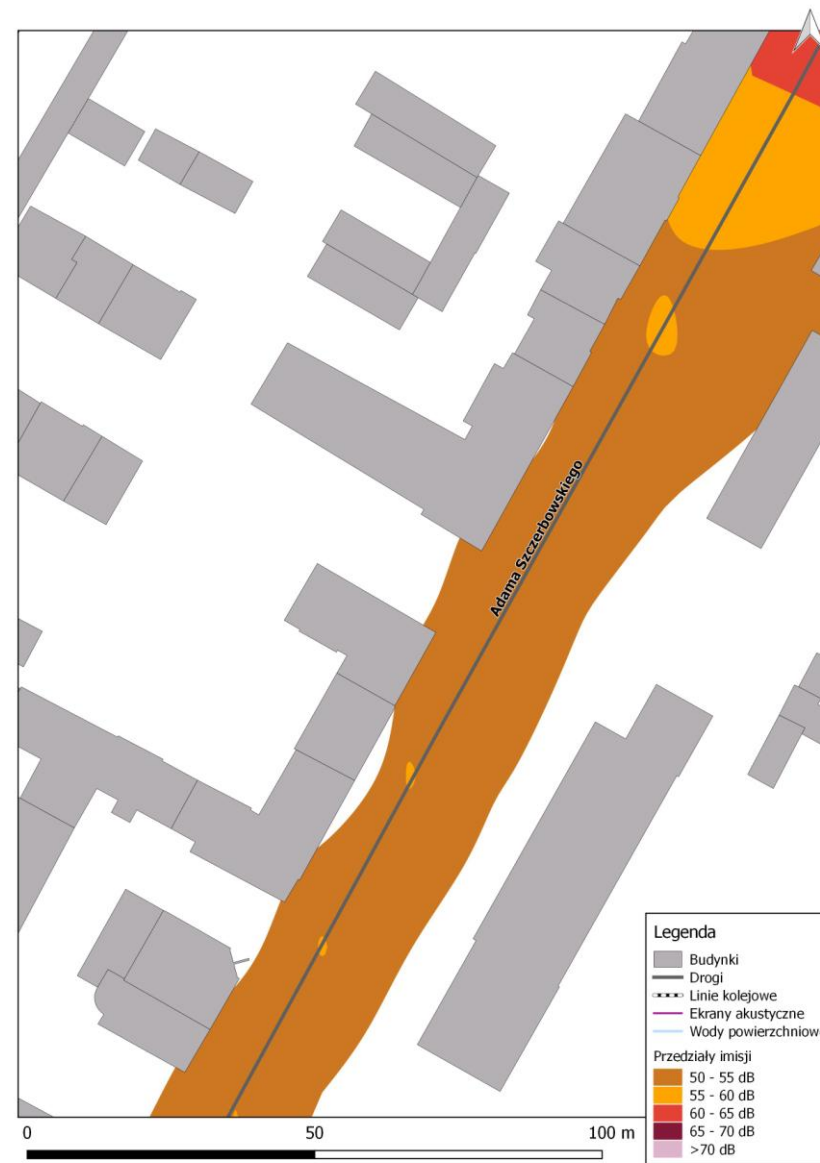 Adama Szczerbowskiego
Legenda
Budynki
Drogi
Linie kolejowe
Ekrany akustyczne
Wody powierzchniow
Przedziały imisji
50 - 55 dB
55 - 60 dB
60 - 65 dB
65 - 70 dB
>70 dB
0 50 100 m